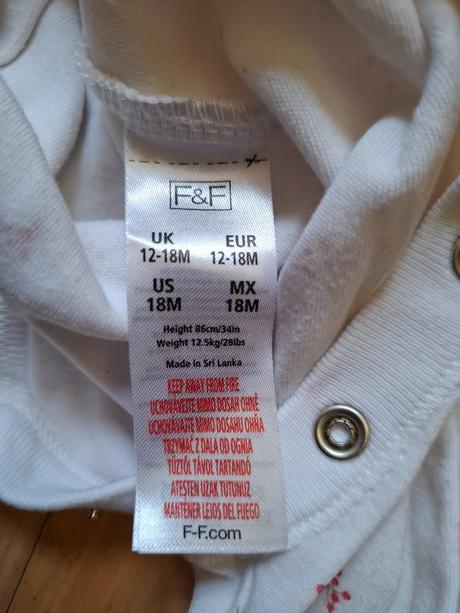 F&F
UK EUR
12-18M 12-18M
US MX
18M 18M
Height 86cm/34in
Weight 12.5kg/28lbs
Made in Sri Lanka
KEEP AWAY FROM FIRE
UCHOVÁVEJTE MIMO DOSAH OHNĚ
UCHOVÁVAJTE MIMO DOSAHU OHŇA
TRZYMAĆ Z DALA OD OGNIA
TŰZTŐL TÁVOL TARTANDÓ
ATEŞTEN UZAK TUTUNUZ
MANTENER LEJOS DEL FUEGO
F-F.com